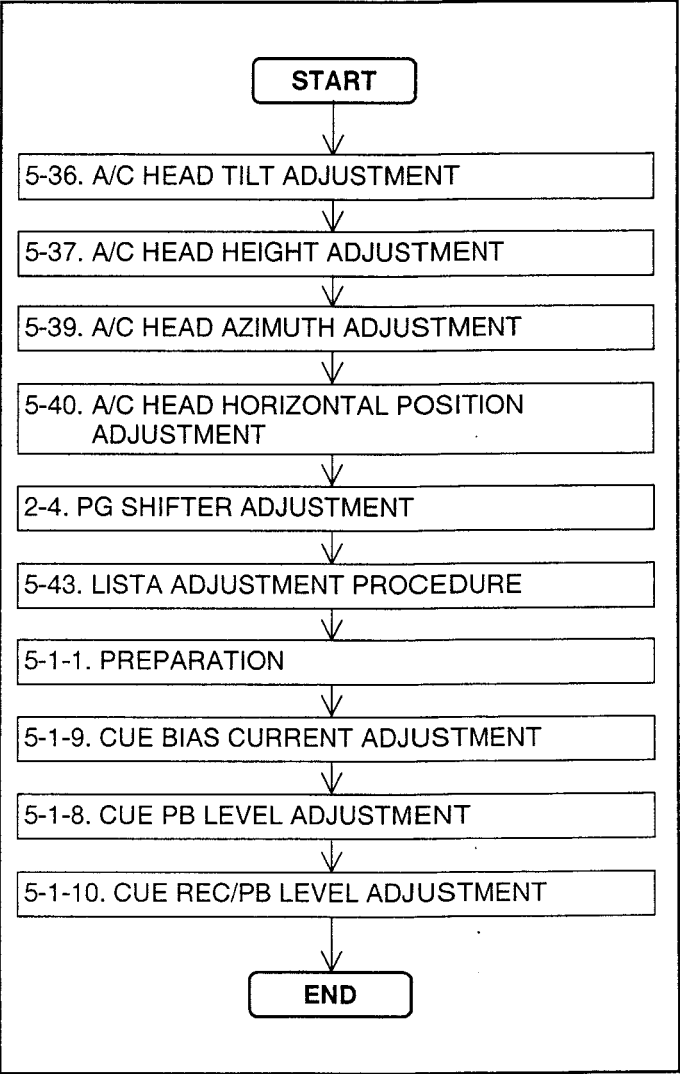 START
5-36. A/C HEAD TILT ADJUSTMENT
5-37. A/C HEAD HEIGHT ADJUSTMENT
5-39. A/C HEAD AZIMUTH ADJUSTMENT
5-40. A/C HEAD HORIZONTAL POSITION
ADJUSTMENT
2-4. PG SHIFTER ADJUSTMENT
5-43. LISTA ADJUSTMENT PROCEDURE
5-1-1. PREPARATION
5-1-9. CUE BIAS CURRENT ADJUSTMENT
5-1-8. CUE PB LEVEL ADJUSTMENT
5-1-10. CUE REC/PB LEVEL ADJUSTMENT
END